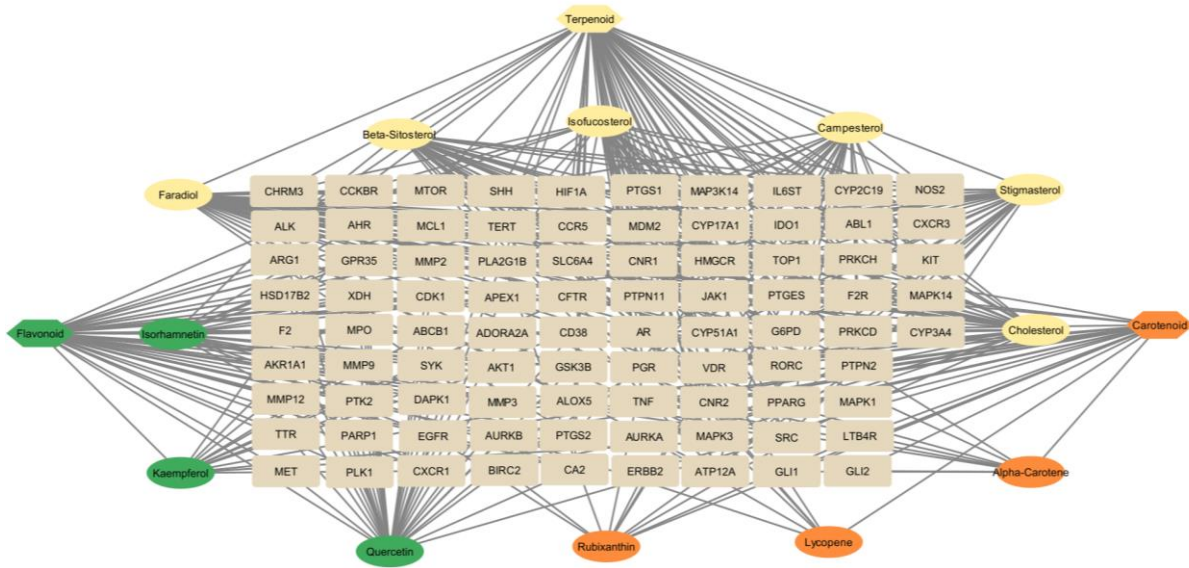 Terpenoid
Beta-Sitosterol
Isofucosterol
Campesterol
Faradiol
Stigmasterol
CHRM3 CCKBR MTOR SHH HIF1A PTGS1 MAP3K14 IL6ST CYP2C19 NOS2
ALK AHR MCL1 TERT CCR5 MDM2 CYP17A1 IDO1 ABL1 CXCR3
ARG1 GPR35 MMP2 PLA2G1B SLC6A4 CNR1 HMGCR TOP1 PRKCH KIT
HSD17B2 XDH CDK1 APEX1 CFTR PTPN11 JAK1 PTGES F2R MAPK14
Flavonoid Isorhamnetin F2 MPO ABCB1 ADORA2A CD38 AR CYP51A1 G6PD PRKCD CYP3A4 Cholesterol Carotenoid
AKR1A1 MMP9 SYK AKT1 GSK3B PGR VDR RORC PTPN2
MMP12 PTK2 DAPK1 MMP3 ALOX5 TNF CNR2 PPARG MAPK1
TTR PARP1 EGFR AURKB PTGS2 AURKA MAPK3 SRC LTB4R
Kaempferol MET PLK1 CXCR1 BIRC2 CA2 ERBB2 ATP12A GLI1 GLI2 Alpha-Carotene
Quercetin Rubixanthin Lycopene